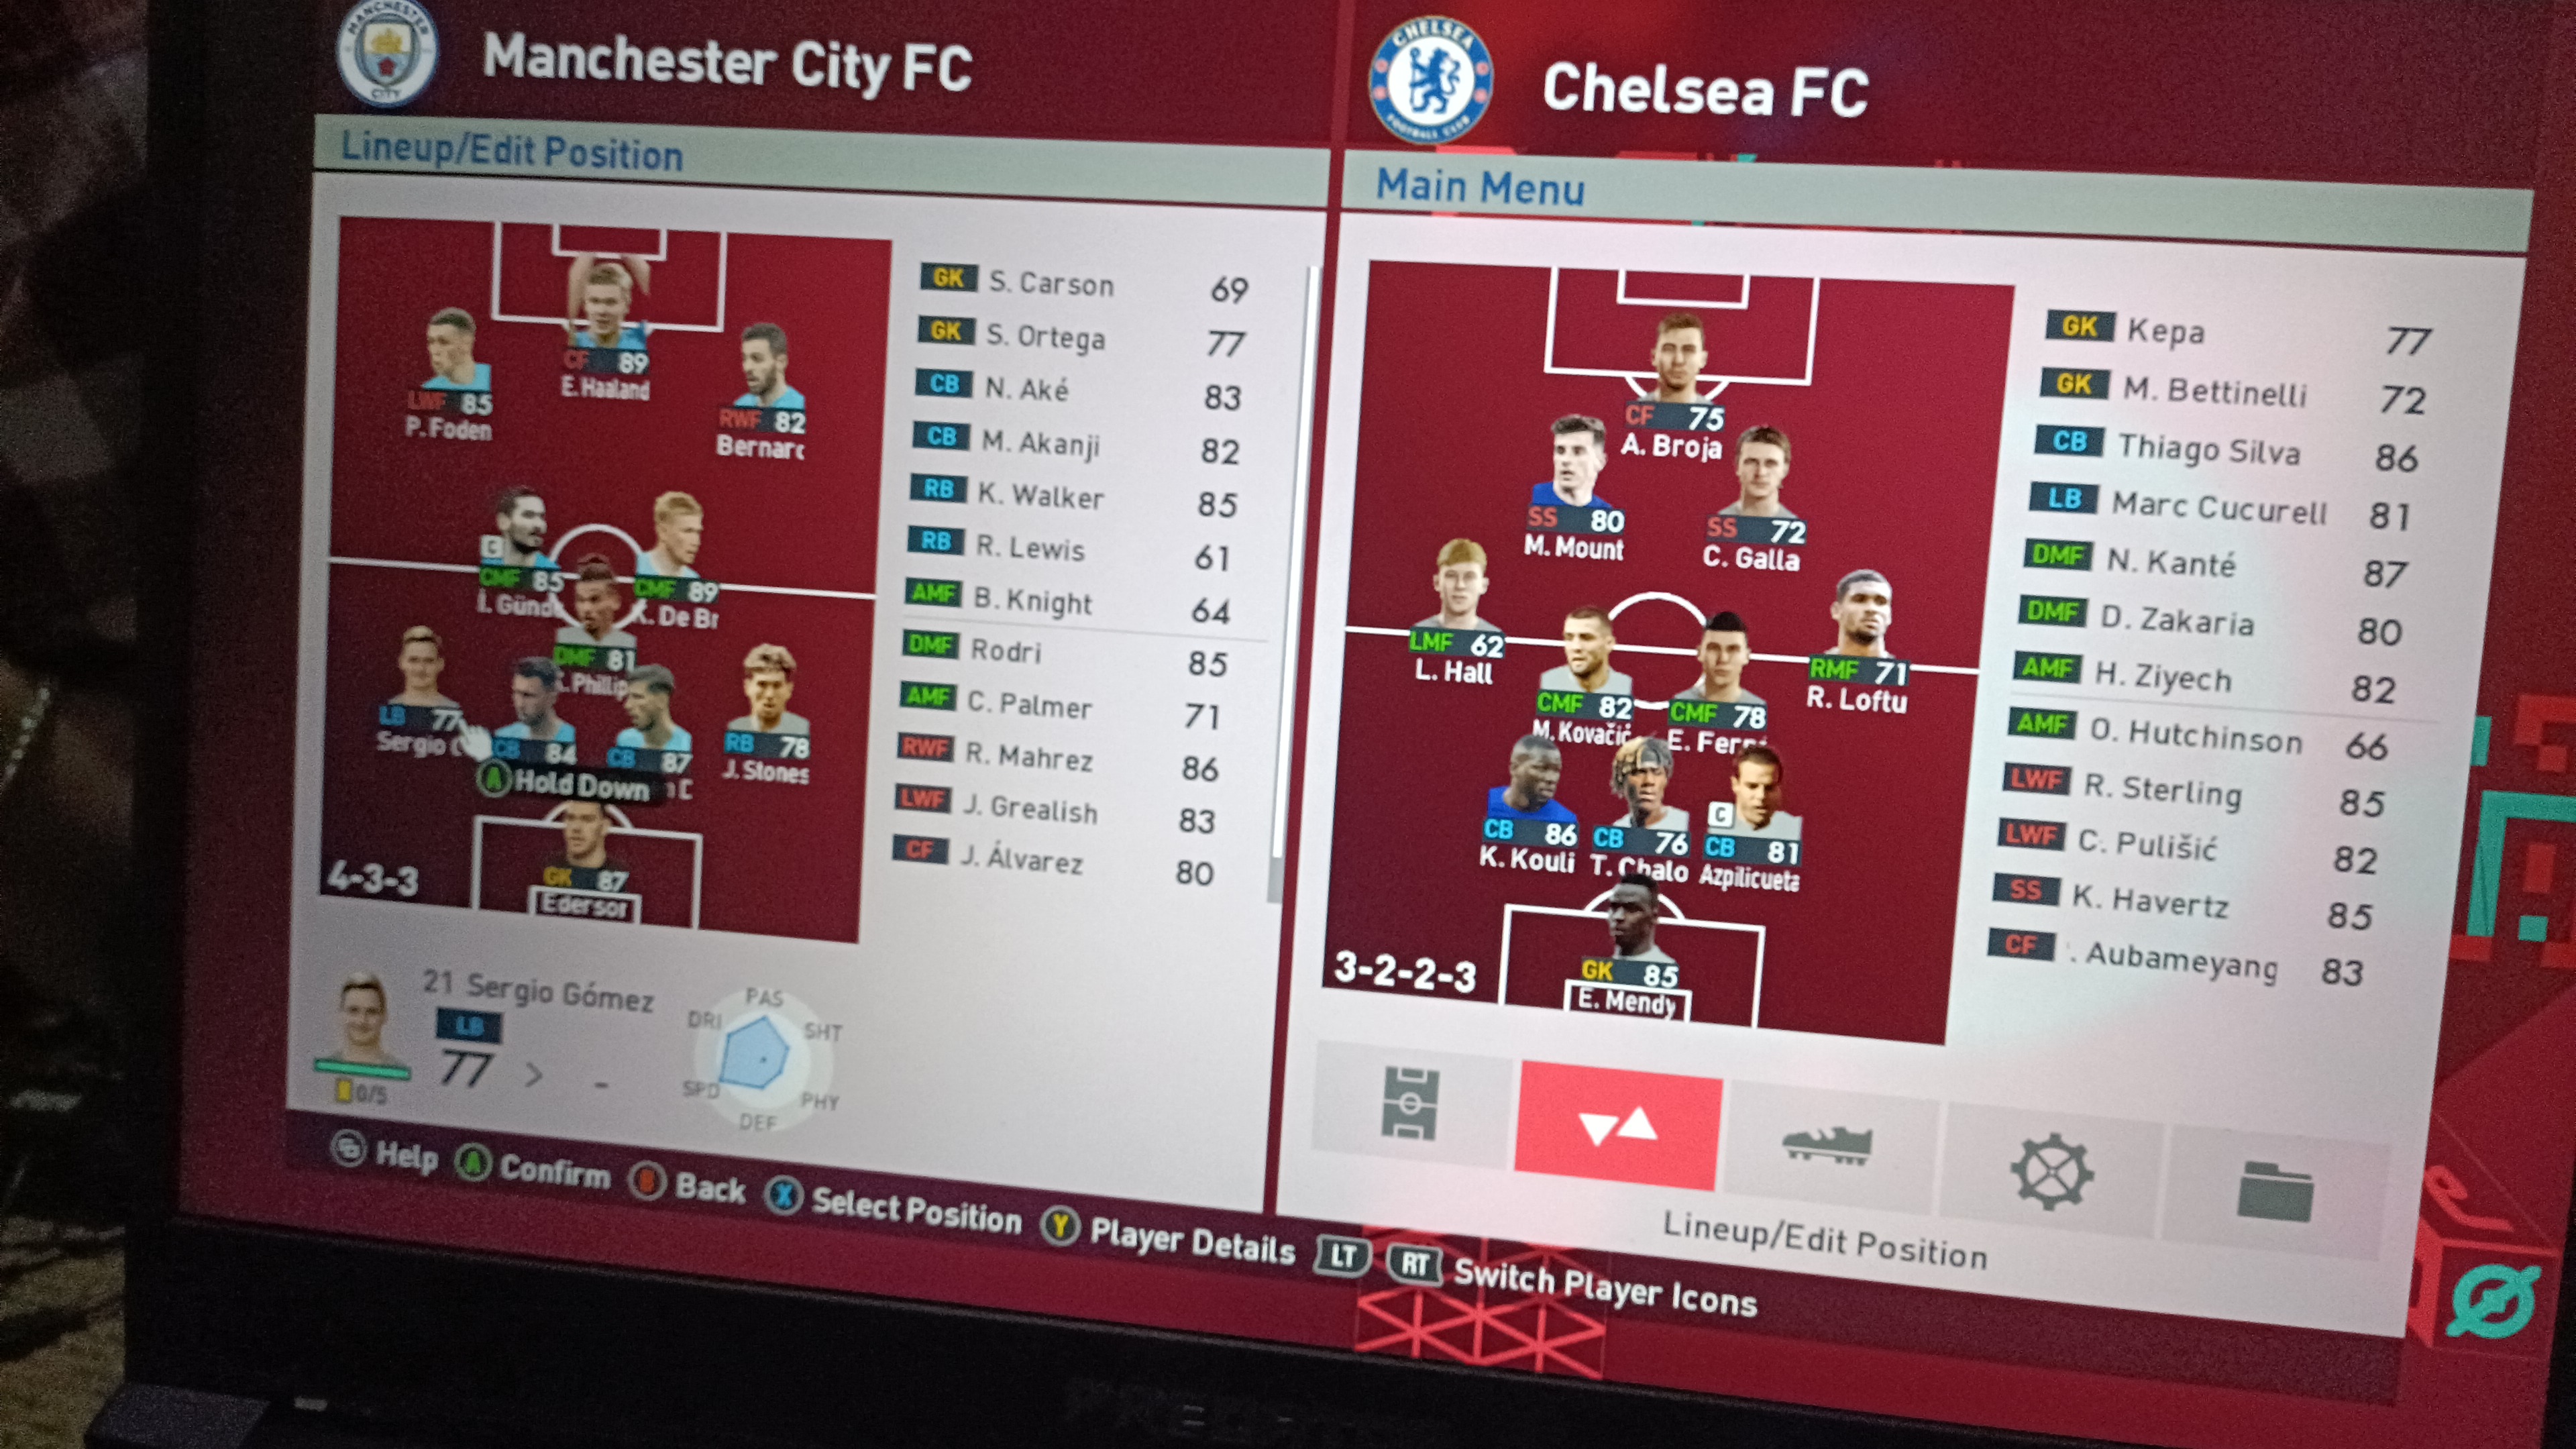 MANCHESTER
CITY
Manchester City FC
Lineup/Edit Position
CF 89
E. Haaland
LWF 85
P. Foden
RWF 82
Bernarc
C
CMF 85
İ. Günd
CMF 89
K. De Br
DMF 81
K. Phillip
LB 77
Sergio
CB 84
CB 87
RB 78
J. Stones
A Hold Down
GK 87
Ederson
4-3-3
GK S. Carson 69
GK S. Ortega 77
CB N. Aké 83
CB M. Akanji 82
RB K. Walker 85
RB R. Lewis 61
AMF B. Knight 64
DMF Rodri 85
AMF C. Palmer 71
RWF R. Mahrez 86
LWF J. Grealish 83
CF J. Álvarez 80
21 Sergio Gómez
LB
77 > -
0/5
PAS
DRI
SHT
SPD
PHY
DEF
Help A Confirm B Back X Select Position Y Player Details LT RT Switch Player Icons
CHELSEA
FOOTBALL CLUB
Chelsea FC
Main Menu
CF 75
A. Broja
SS 80
M. Mount
SS 72
C. Galla
LMF 62
L. Hall
RMF 71
R. Loftu
CMF 82
M. Kovačić
CMF 78
E. Ferná
CB 86
K. Kouli
CB 76
T. Chalo
C
CB 81
Azpilicueta
GK 85
E. Mendy
3-2-2-3
GK Kepa 77
GK M. Bettinelli 72
CB Thiago Silva 86
LB Marc Cucurell 81
DMF N. Kanté 87
DMF D. Zakaria 80
AMF H. Ziyech 82
AMF O. Hutchinson 66
LWF R. Sterling 85
LWF C. Pulišić 82
SS K. Havertz 85
CF . Aubameyang 83
Lineup/Edit Position